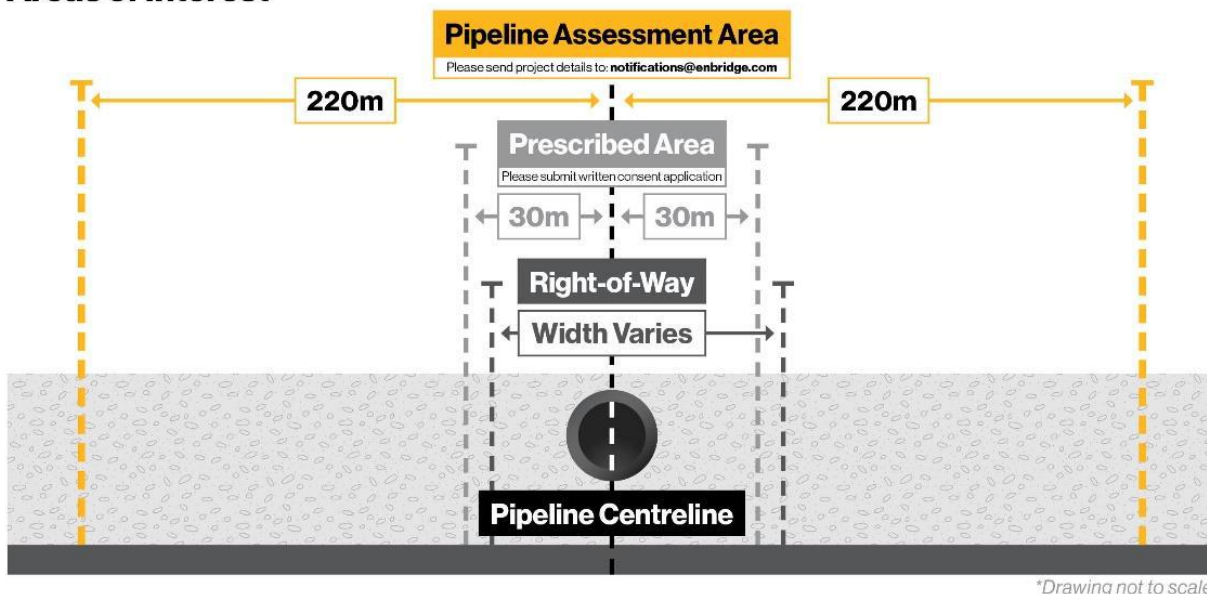 Pipeline Assessment Area
Please send project details to: notifications@enbridge.com
220m
220m
Prescribed Area
Please submit written consent application
30m
30m
Right-of-Way
Width Varies
Pipeline Centreline
*Drawing not to scale